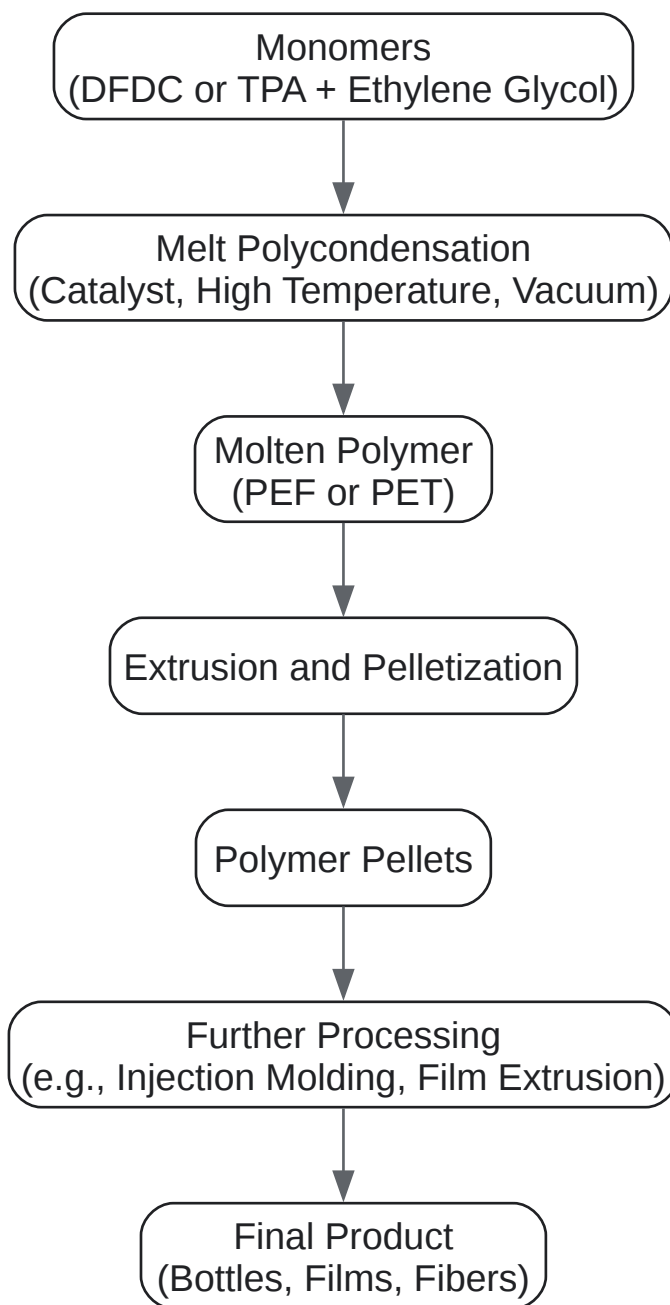 Monomers
(DFDC or TPA + Ethylene Glycol)
Melt Polycondensation
(Catalyst, High Temperature, Vacuum)
Molten Polymer
(PEF or PET)
Extrusion and Pelletization
Polymer Pellets
Further Processing
(e.g., Injection Molding, Film Extrusion)
Final Product
(Bottles, Films, Fibers)